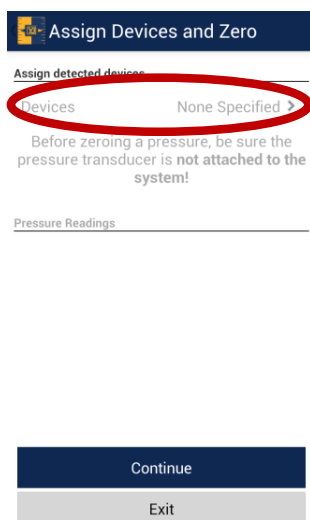 Assign Devices and Zero
Assign detected devices
Devices None Specified >
Before zeroing a pressure, be sure the
pressure transducer is not attached to the
system!
Pressure Readings
Continue
Exit